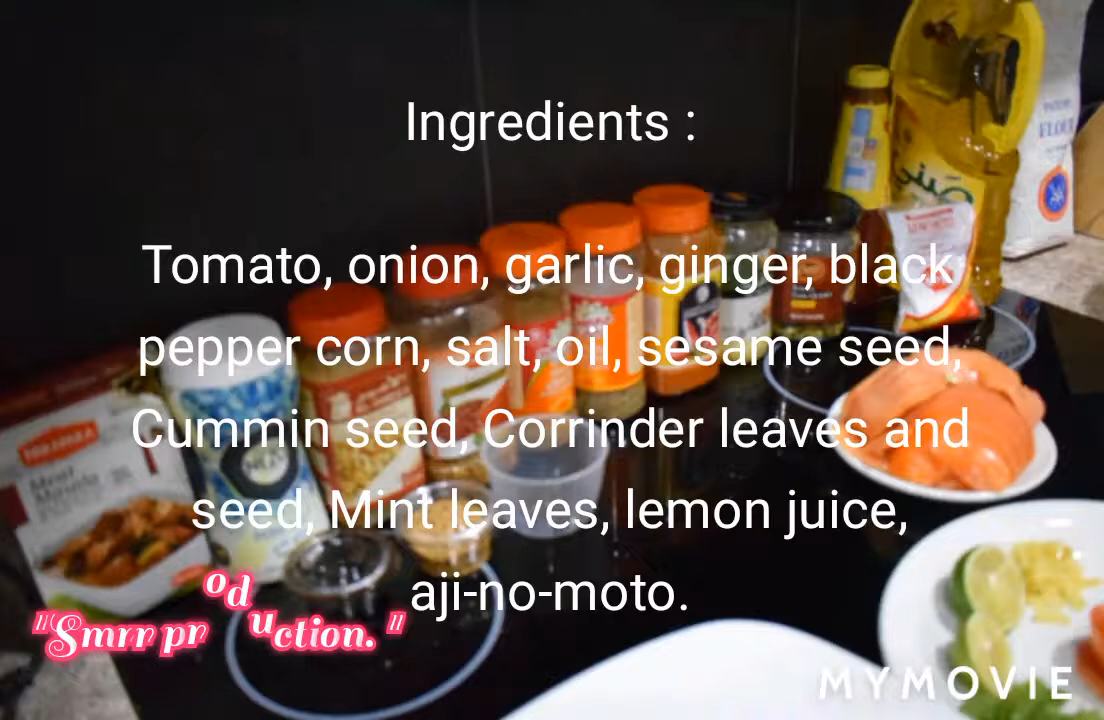 Ingredients :
Tomato, onion, garlic, ginger, black
pepper corn, salt, oil, sesame seed,
Cummin seed, Corrinder leaves and
seed, Mint leaves, lemon juice,
aji-no-moto.
"Smrr production."
MYMOVIE
FLOUR